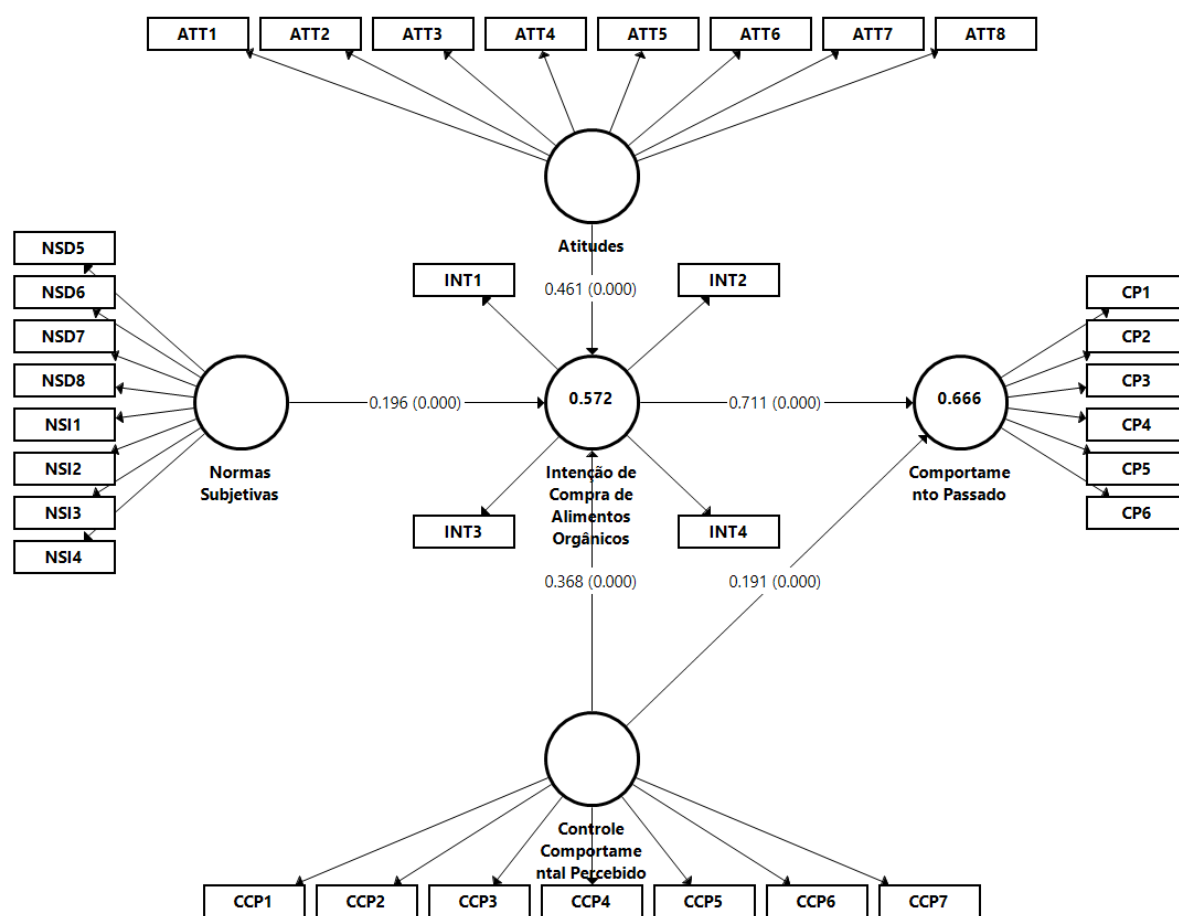 ATT1 ATT2 ATT3 ATT4 ATT5 ATT6 ATT7 ATT8
Atitudes
0.461 (0.000)
NSD5
NSD6
NSD7
NSD8
NSI1
NSI2
NSI3
NSI4
Normas
Subjetivas
0.196 (0.000)
INT1 INT2
0.572
Intenção de
Compra de
Alimentos
Orgânicos
INT3 INT4
0.711 (0.000)
0.666
Comportame
nto Passado
CP1
CP2
CP3
CP4
CP5
CP6
0.368 (0.000)
0.191 (0.000)
Controle
Comportame
ntal Percebido
CCP1 CCP2 CCP3 CCP4 CCP5 CCP6 CCP7